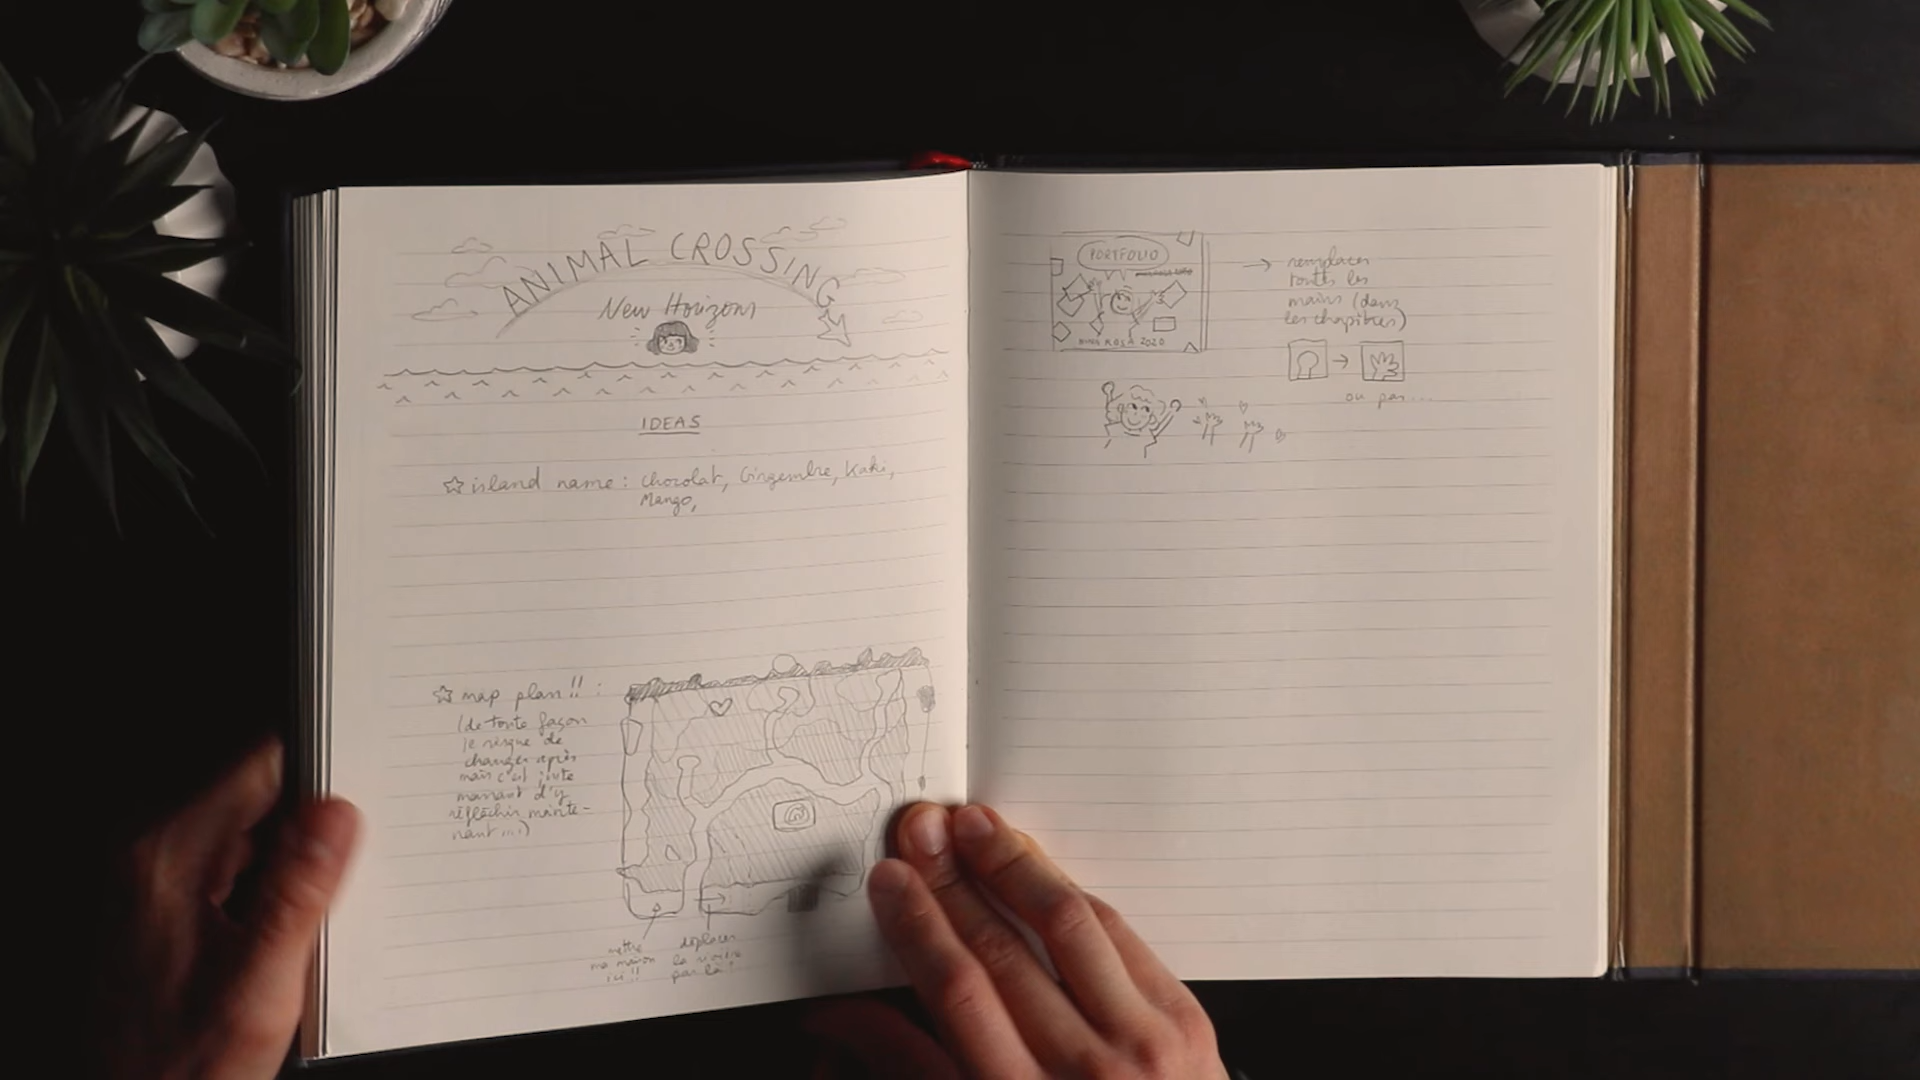 ANIMAL CROSSING
New Horizons
IDEAS
island name : Chocolat, Gingembre, Kaki,
Mango,
map plan!! :
(de toute façon
je risque de
changer après
mais c'est juste
marrant d'y
réfléchir mainte-
nant ...)
mettre
ma maison
ici !!
déplacer
la rivière
par là ?
PORTFOLIO
NINA ROSA 2020
→ remplacer
toutes les
mains (dans
les chapitres)
→
ou pas...